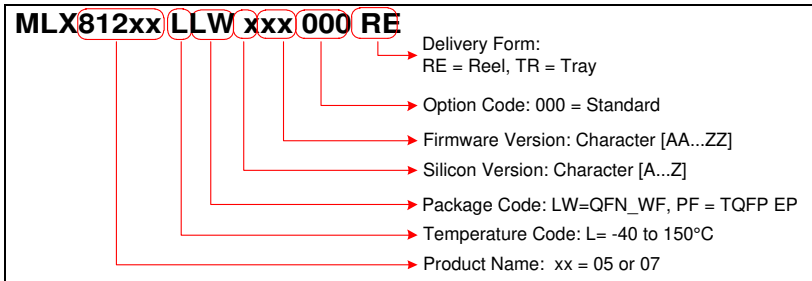 MLX812xx LLW xxx 000 RE
Delivery Form:
RE = Reel, TR = Tray
Option Code: 000 = Standard
Firmware Version: Character [AA...ZZ]
Silicon Version: Character [A...Z]
Package Code: LW=QFN_WF, PF = TQFP EP
Temperature Code: L= -40 to 150°C
Product Name:  xx = 05 or 07